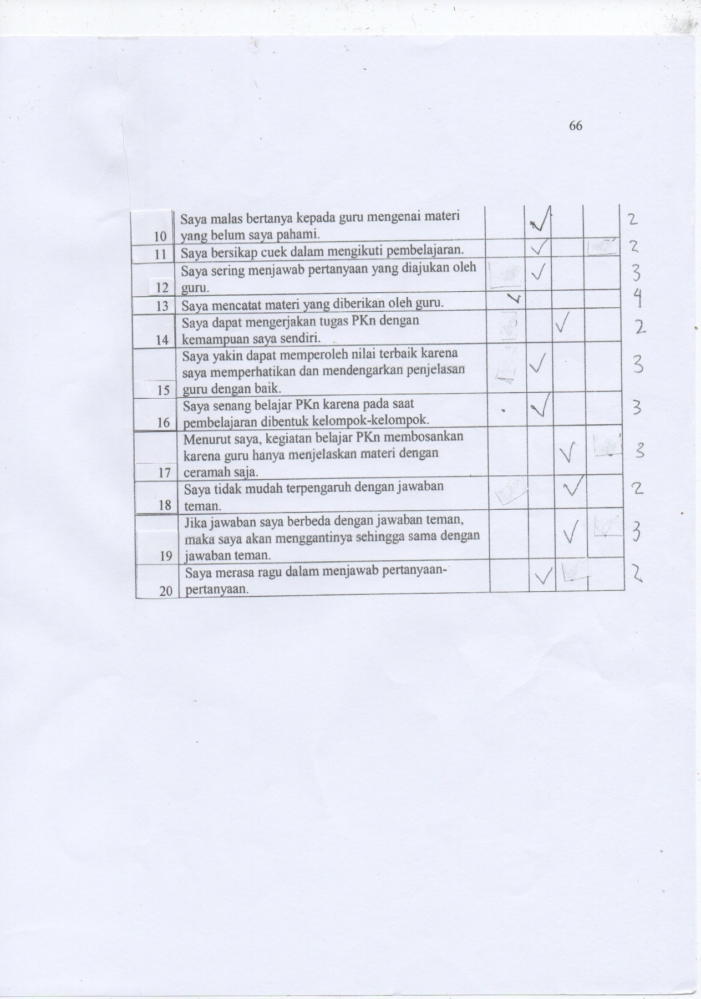 66
Saya malas bertanya kepada guru mengenai materi 2
10 yang belum saya pahami. ✓
11 Saya bersikap cuek dalam mengikuti pembelajaran. ✓ 2
Saya sering menjawab pertanyaan yang diajukan oleh ✓ 3
12 guru.
13 Saya mencatat materi yang diberikan oleh guru. ✓ 4
Saya dapat mengerjakan tugas PKn dengan ✓ 2
14 kemampuan saya sendiri.
Saya yakin dapat memperoleh nilai terbaik karena
saya memperhatikan dan mendengarkan penjelasan ✓ 3
15 guru dengan baik.
Saya senang belajar PKn karena pada saat ✓ 3
16 pembelajaran dibentuk kelompok-kelompok.
Menurut saya, kegiatan belajar PKn membosankan
karena guru hanya menjelaskan materi dengan ✓ 3
17 ceramah saja.
Saya tidak mudah terpengaruh dengan jawaban ✓ 2
18 teman.
Jika jawaban saya berbeda dengan jawaban teman,
maka saya akan menggantinya sehingga sama dengan ✓ 3
19 jawaban teman.
Saya merasa ragu dalam menjawab pertanyaan- ✓ 2
20 pertanyaan.